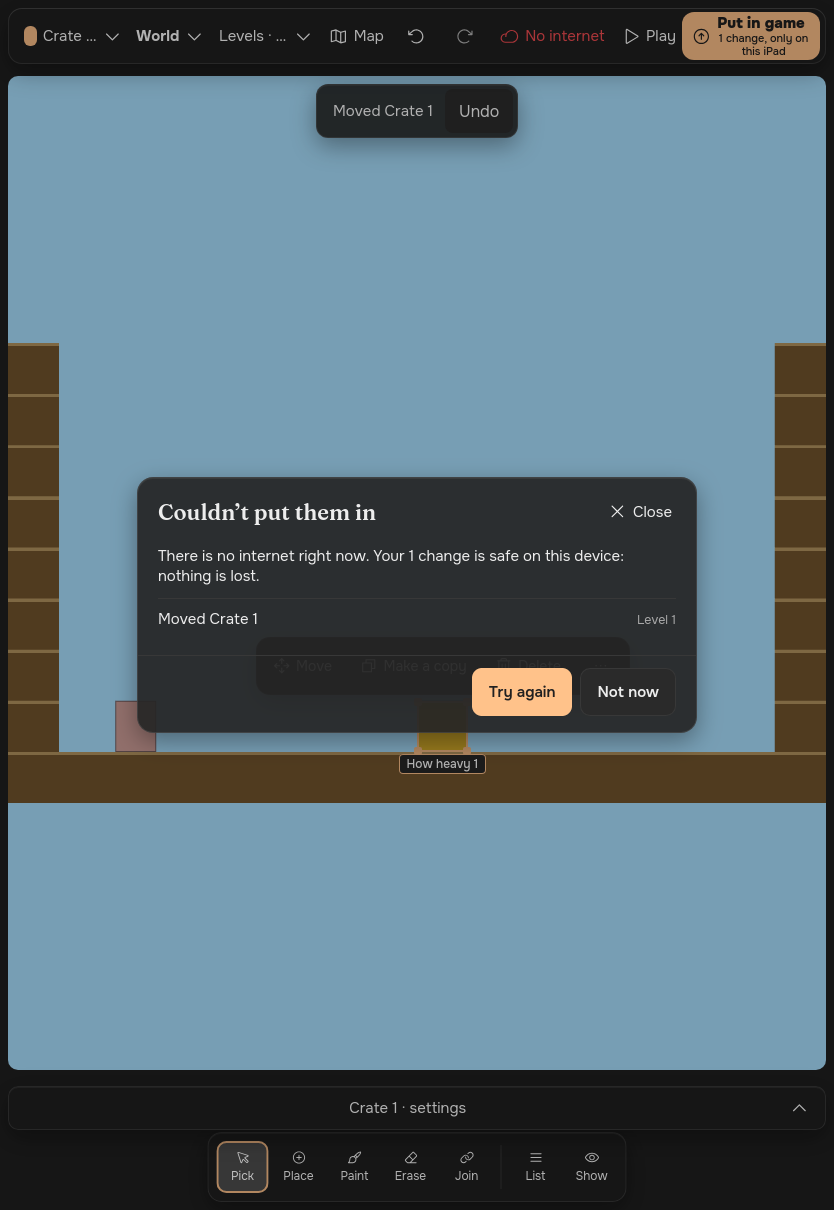 Crate ...
World
Levels · ...
Map
No internet
Play
Put in game
1 change, only on
this iPad
Moved Crate 1
Undo
Couldn’t put them in
Close
There is no internet right now. Your 1 change is safe on this device:
nothing is lost.
Moved Crate 1
Level 1
Move
Make a copy
Delete
Try again
Not now
How heavy 1
Crate 1 · settings
Pick
Place
Paint
Erase
Join
List
Show